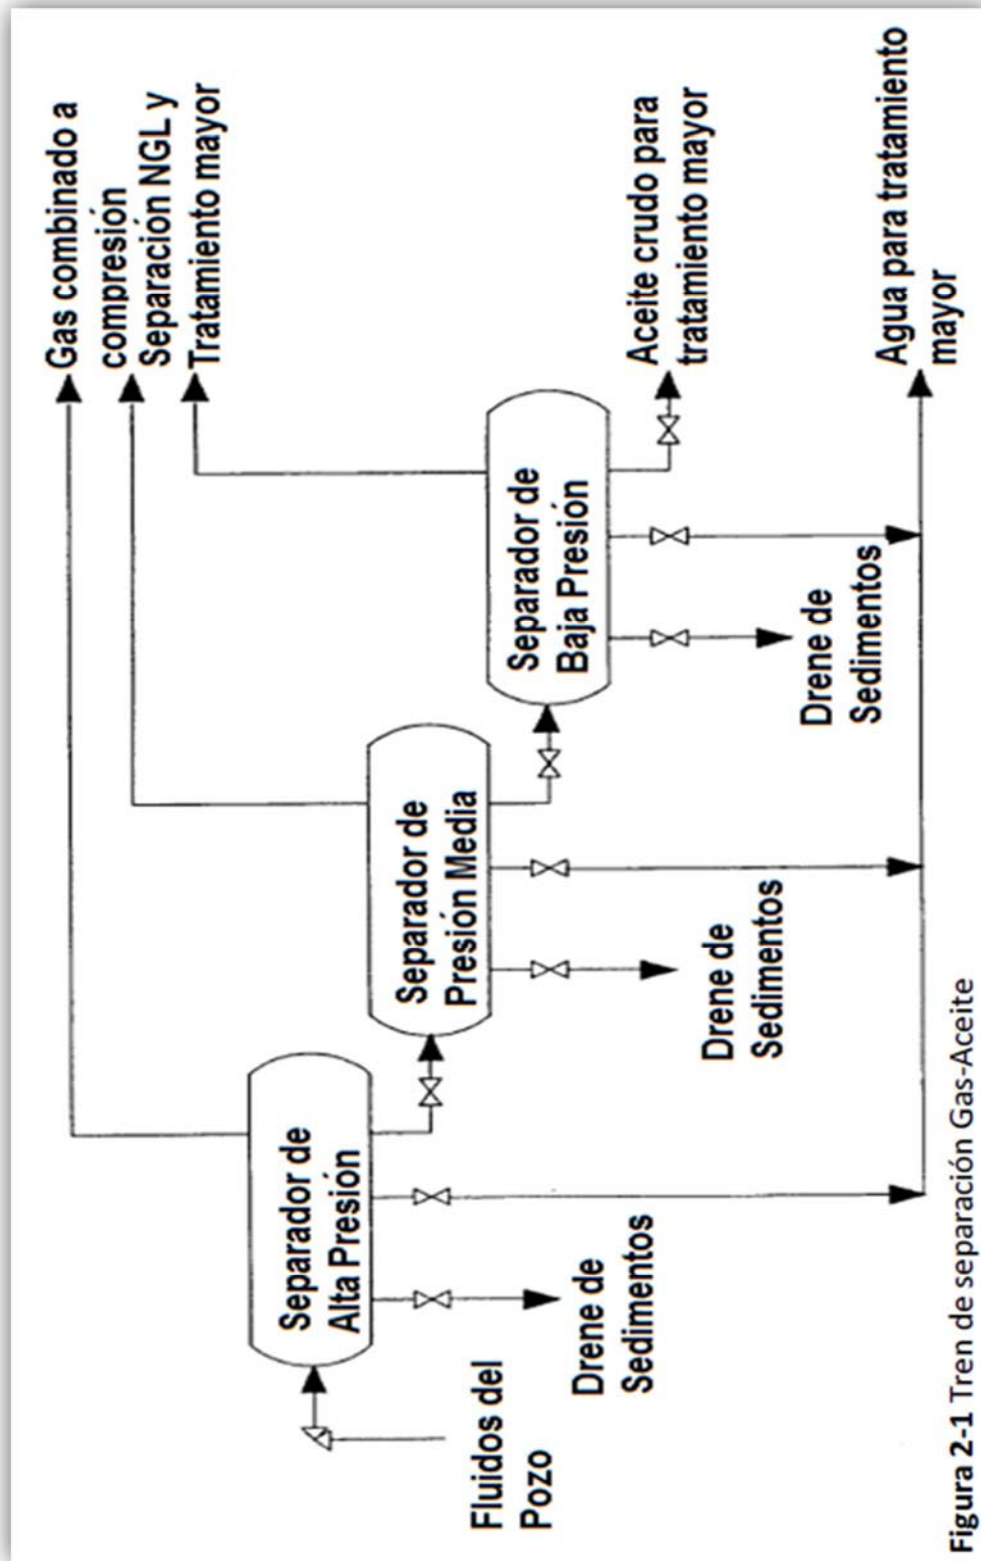 Gas combinado a
compresión
Separación NGL y
Tratamiento mayor
Separador de
Alta Presión
Separador de
Presión Media
Separador de
Baja Presión
Aceite crudo para
tratamiento mayor
Fluidos del
Pozo
Drene de
Sedimentos
Drene de
Sedimentos
Drene de
Sedimentos
Agua para tratamiento
mayor
Figura 2-1 Tren de separación Gas-Aceite